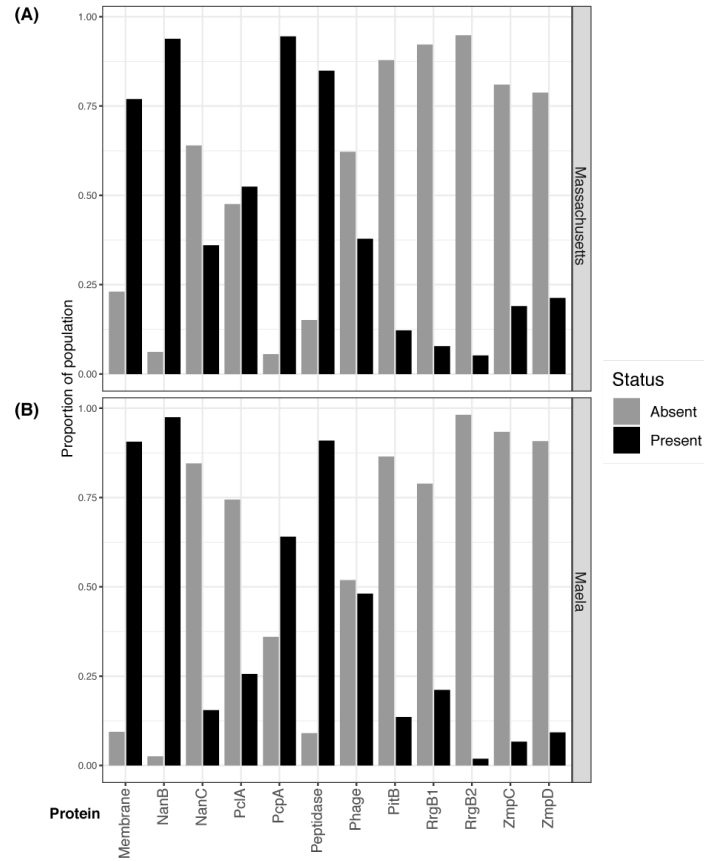 (A)
1.00
0.75
0.50
0.25
0.00
Massachusetts
(B)
1.00
0.75
0.50
0.25
0.00
Maela
Proportion of population
Status
Absent
Present
Protein
Membrane
NanB
NanC
PclA
PcpA
Peptidase
Phage
PitB
RrgB1
RrgB2
ZmpC
ZmpD